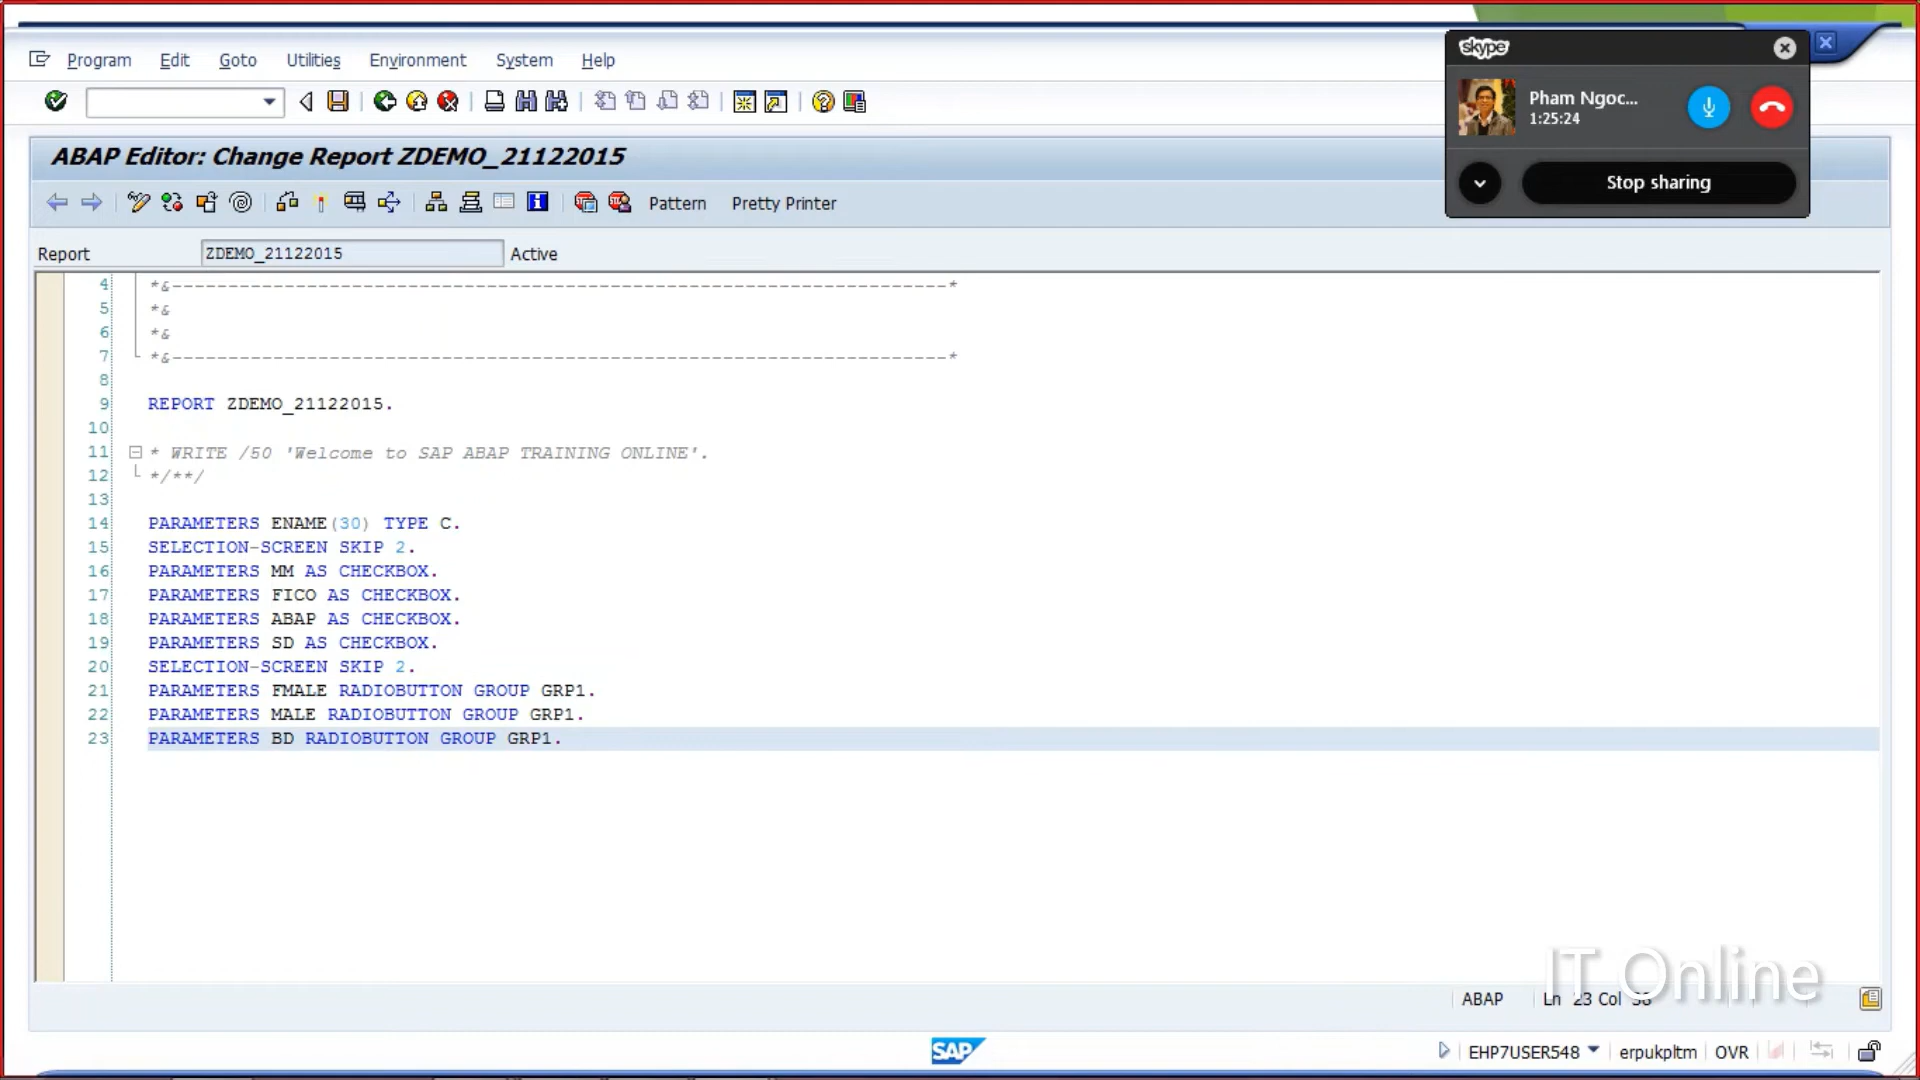 skype
Program Edit Goto Utilities Environment System Help
Pham Ngoc...
1:25:24
Stop sharing
ABAP Editor: Change Report ZDEMO_21122015
Pattern Pretty Printer
Report ZDEMO_21122015 Active
4 *&---------------------------------------------------------------------*
5 *&
6 *&
7 *&---------------------------------------------------------------------*
8
9 REPORT ZDEMO_21122015.
10
11 * WRITE /50 'Welcome to SAP ABAP TRAINING ONLINE'.
12 */**/
13
14 PARAMETERS ENAME(30) TYPE C.
15 SELECTION-SCREEN SKIP 2.
16 PARAMETERS MM AS CHECKBOX.
17 PARAMETERS FICO AS CHECKBOX.
18 PARAMETERS ABAP AS CHECKBOX.
19 PARAMETERS SD AS CHECKBOX.
20 SELECTION-SCREEN SKIP 2.
21 PARAMETERS FMALE RADIOBUTTON GROUP GRP1.
22 PARAMETERS MALE RADIOBUTTON GROUP GRP1.
23 PARAMETERS BD RADIOBUTTON GROUP GRP1.
IT Online
ABAP Ln 23 Col
SAP EHP7USER548 erpukpltm OVR